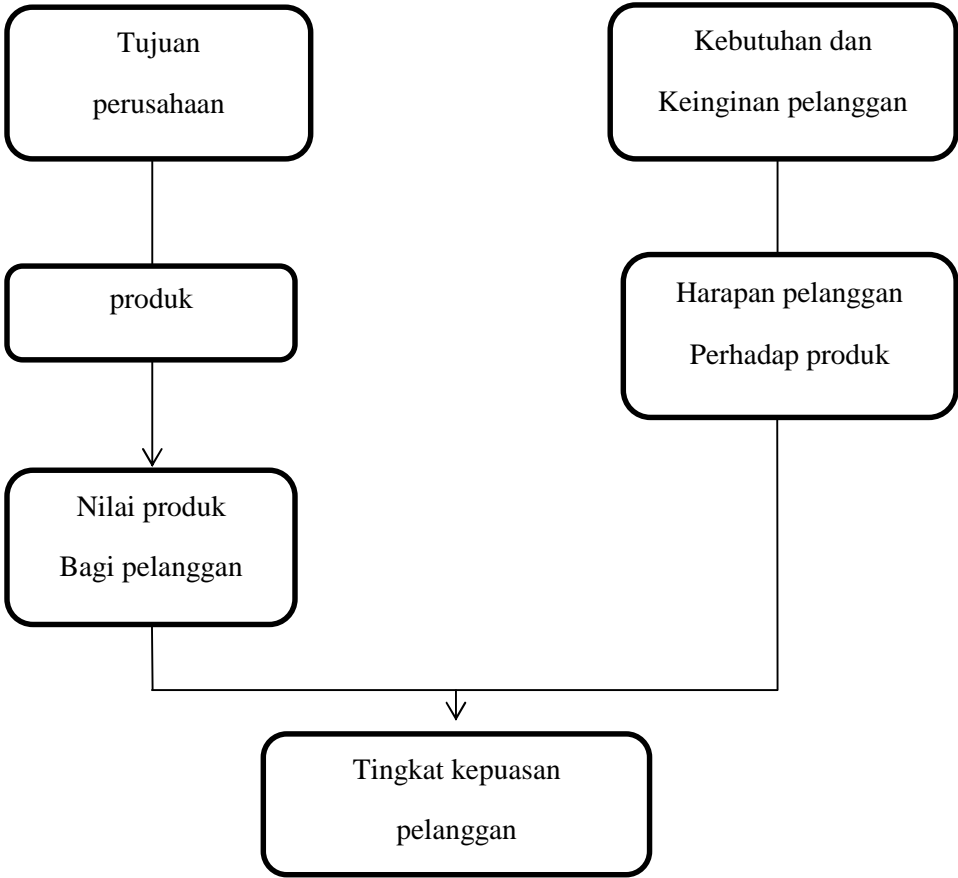 Tujuan
perusahaan
Kebutuhan dan
Keinginan pelanggan
produk
Harapan pelanggan
Perhadap produk
Nilai produk
Bagi pelanggan
Tingkat kepuasan
pelanggan